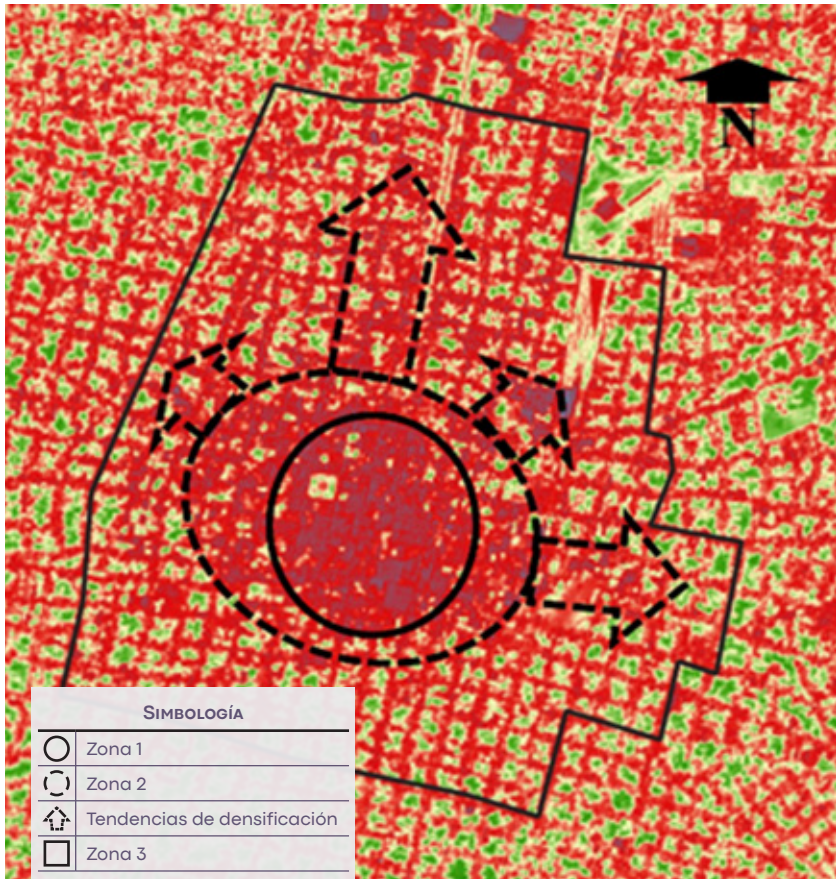 N
SIMBOLOGÍA
Zona 1
Zona 2
Tendencias de densificación
Zona 3